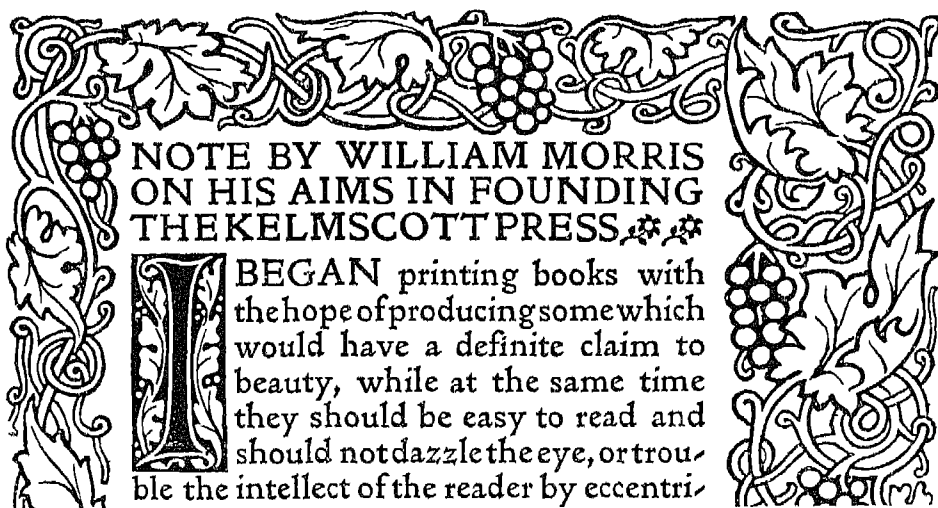 NOTE BY WILLIAM MORRIS
ON HIS AIMS IN FOUNDING
THE KELMSCOTT PRESS
I BEGAN printing books with
the hope of producing some which
would have a definite claim to
beauty, while at the same time
they should be easy to read and
should not dazzle the eye, or trou-
ble the intellect of the reader by eccentri-